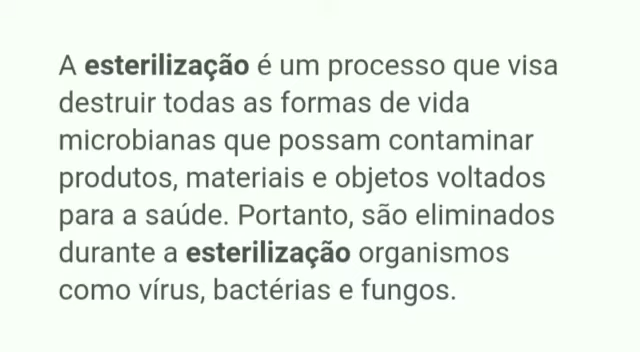 A esterilização é um processo que visa
destruir todas as formas de vida
microbianas que possam contaminar
produtos, materiais e objetos voltados
para a saúde. Portanto, são eliminados
durante a esterilização organismos
como vírus, bactérias e fungos.